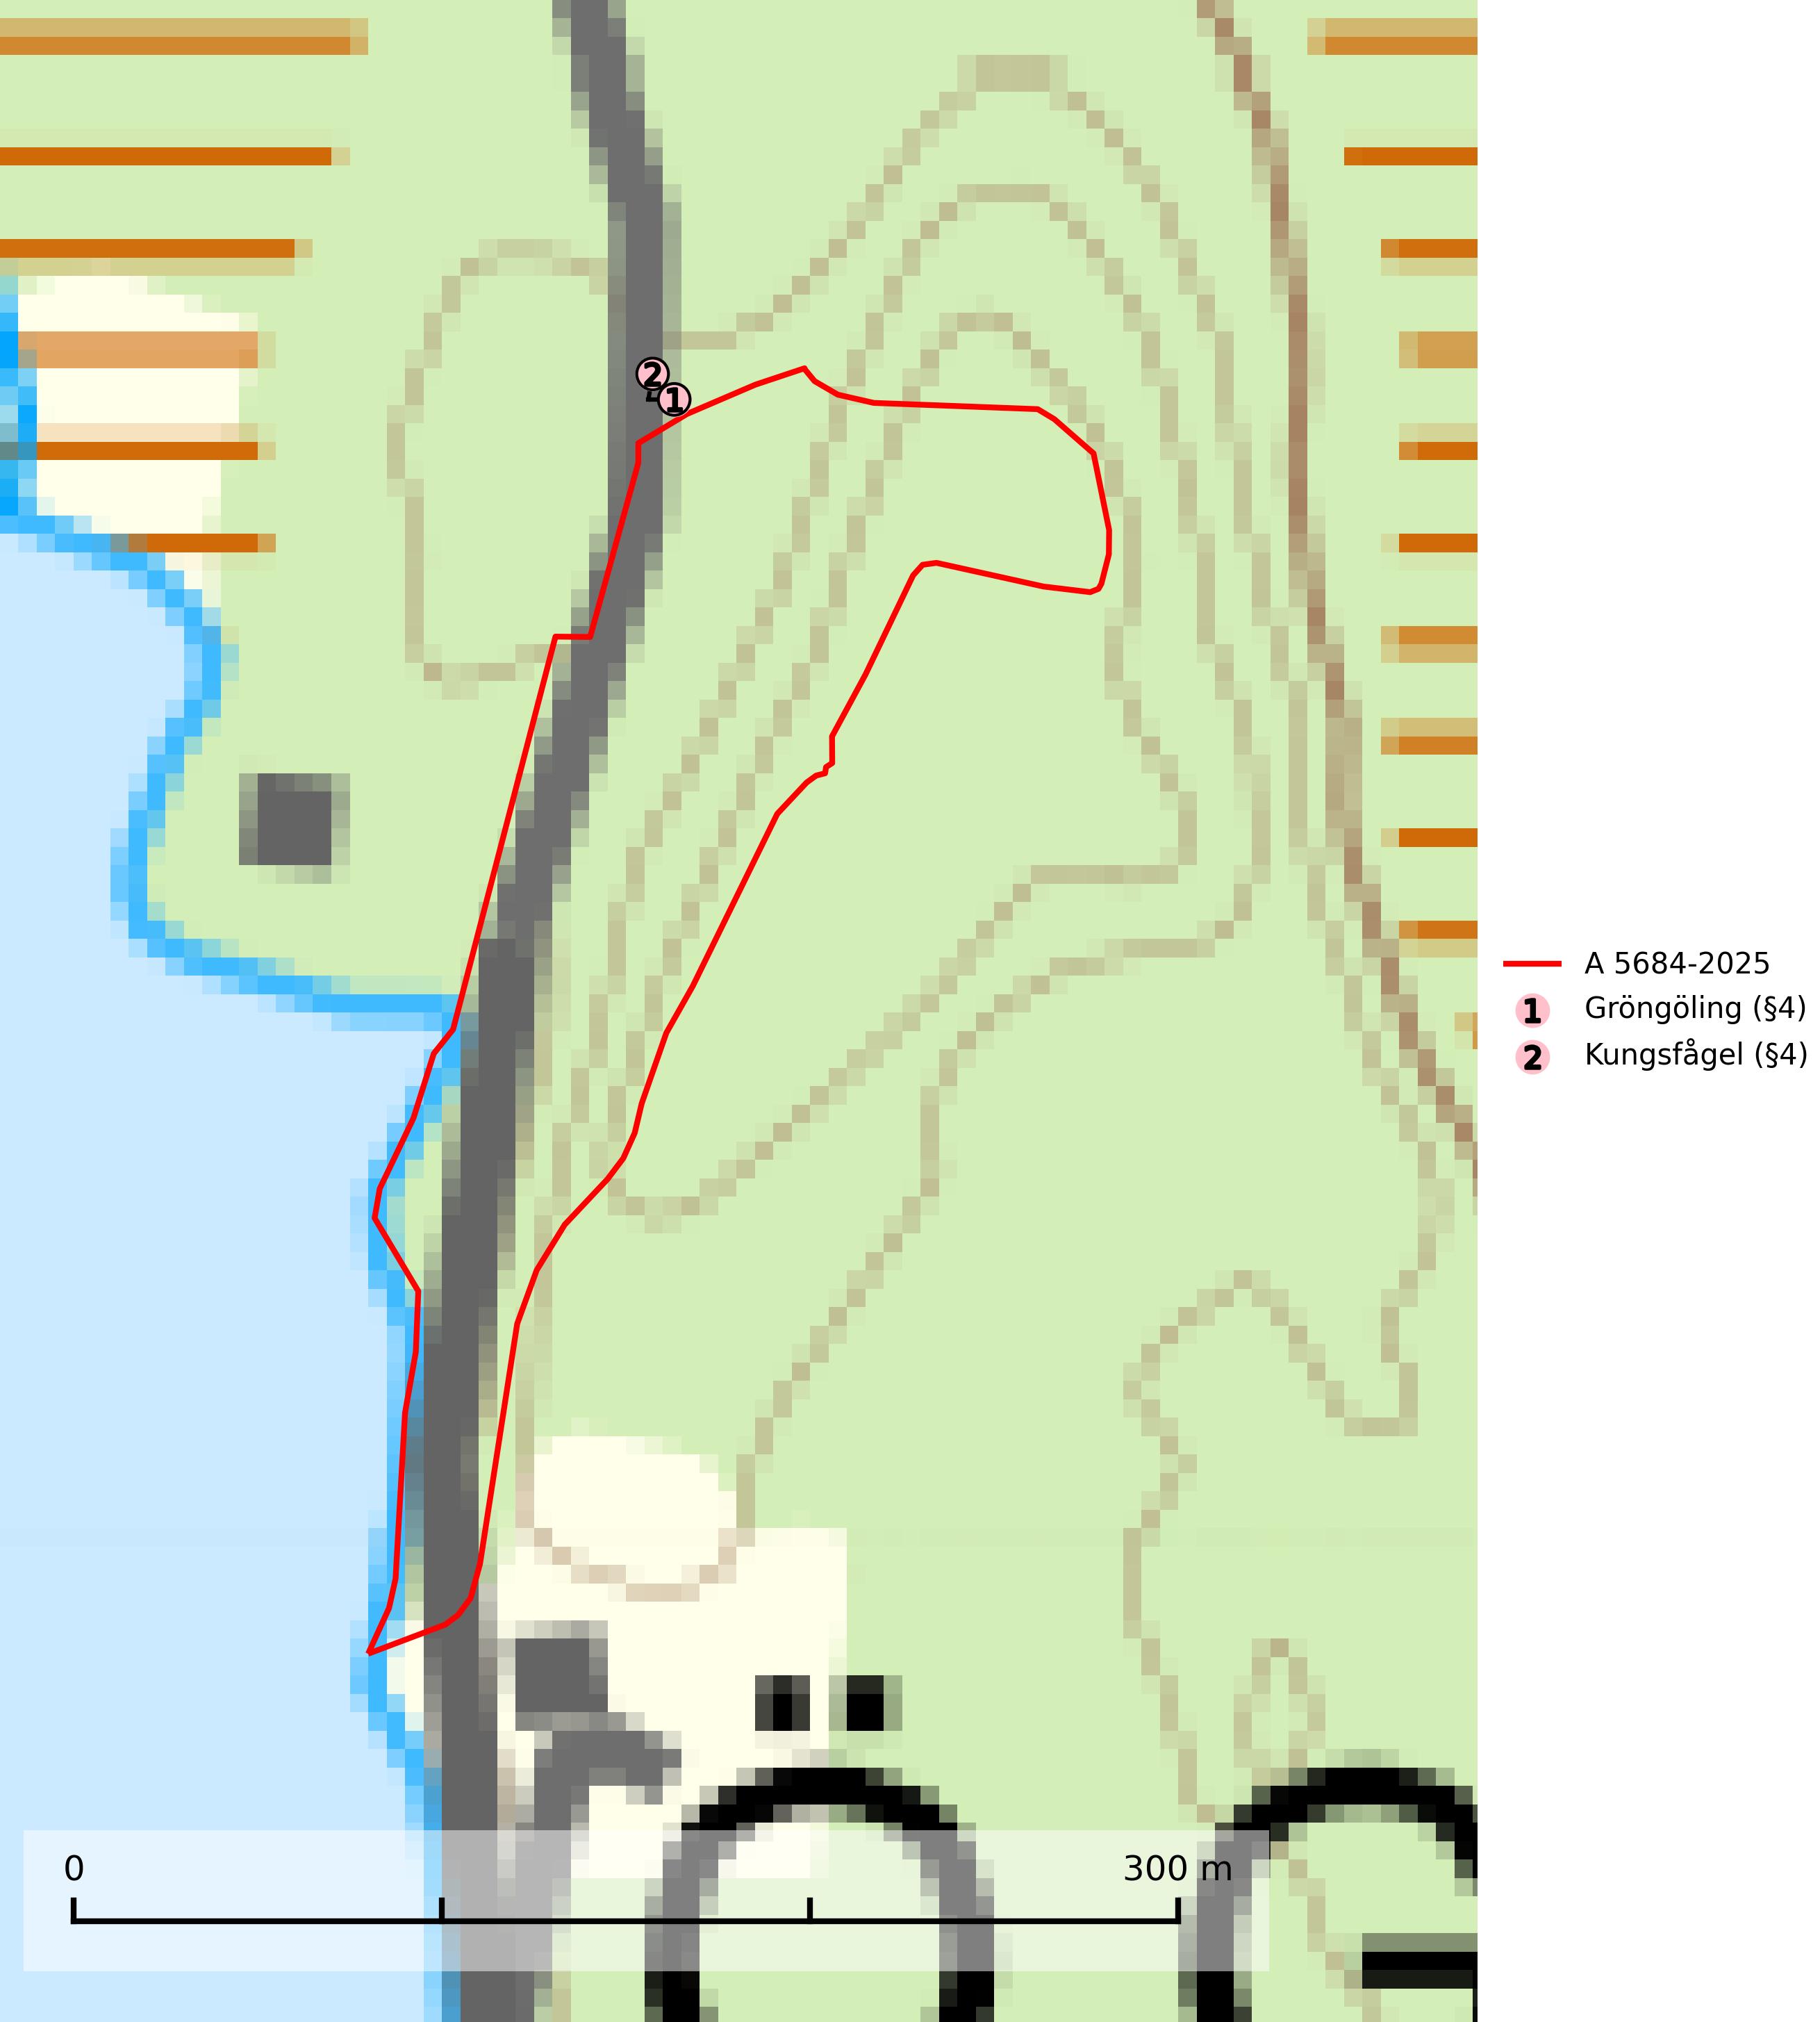 2
1
A 5684-2025
1 Gröngöling (§4)
2 Kungsfågel (§4)
0 300 m